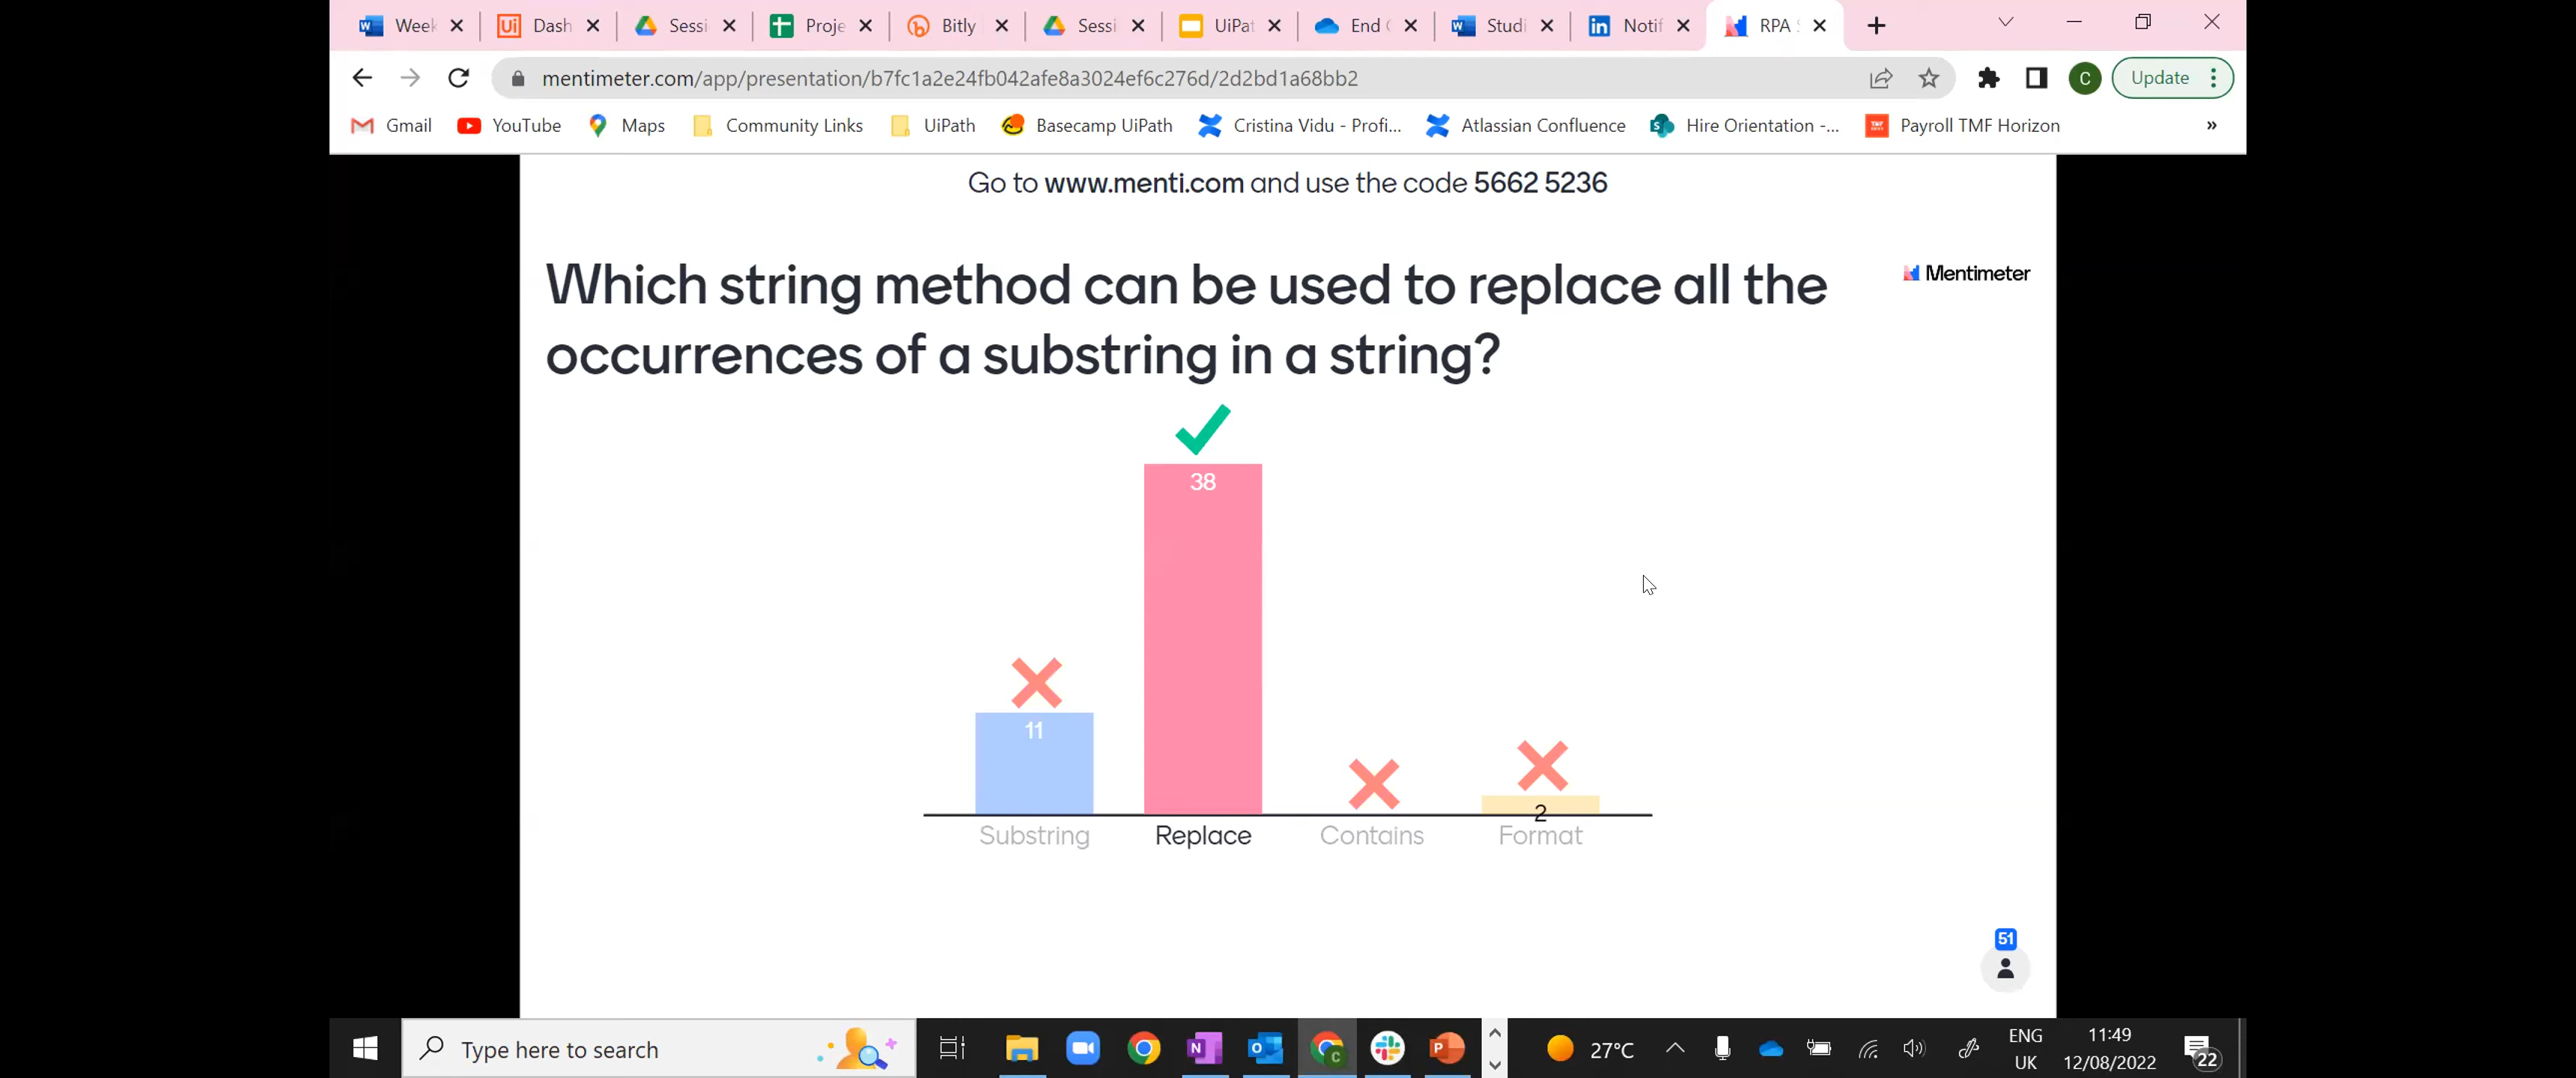 Week
Dash
Sessi
Proje
Bitly
Sessi
UiPat
End
Studi
Notif
RPA
mentimeter.com/app/presentation/b7fc1a2e24fb042afe8a3024ef6c276d/2d2bd1a68bb2
C
Update
Gmail
YouTube
Maps
Community Links
UiPath
Basecamp UiPath
Cristina Vidu - Profi...
Atlassian Confluence
Hire Orientation -...
Payroll TMF Horizon
»
Go to www.menti.com and use the code 5662 5236
Which string method can be used to replace all the
occurrences of a substring in a string?
Mentimeter
38
11
2
Substring
Replace
Contains
Format
51
Type here to search
27°C
ENG
UK
11:49
12/08/2022
22